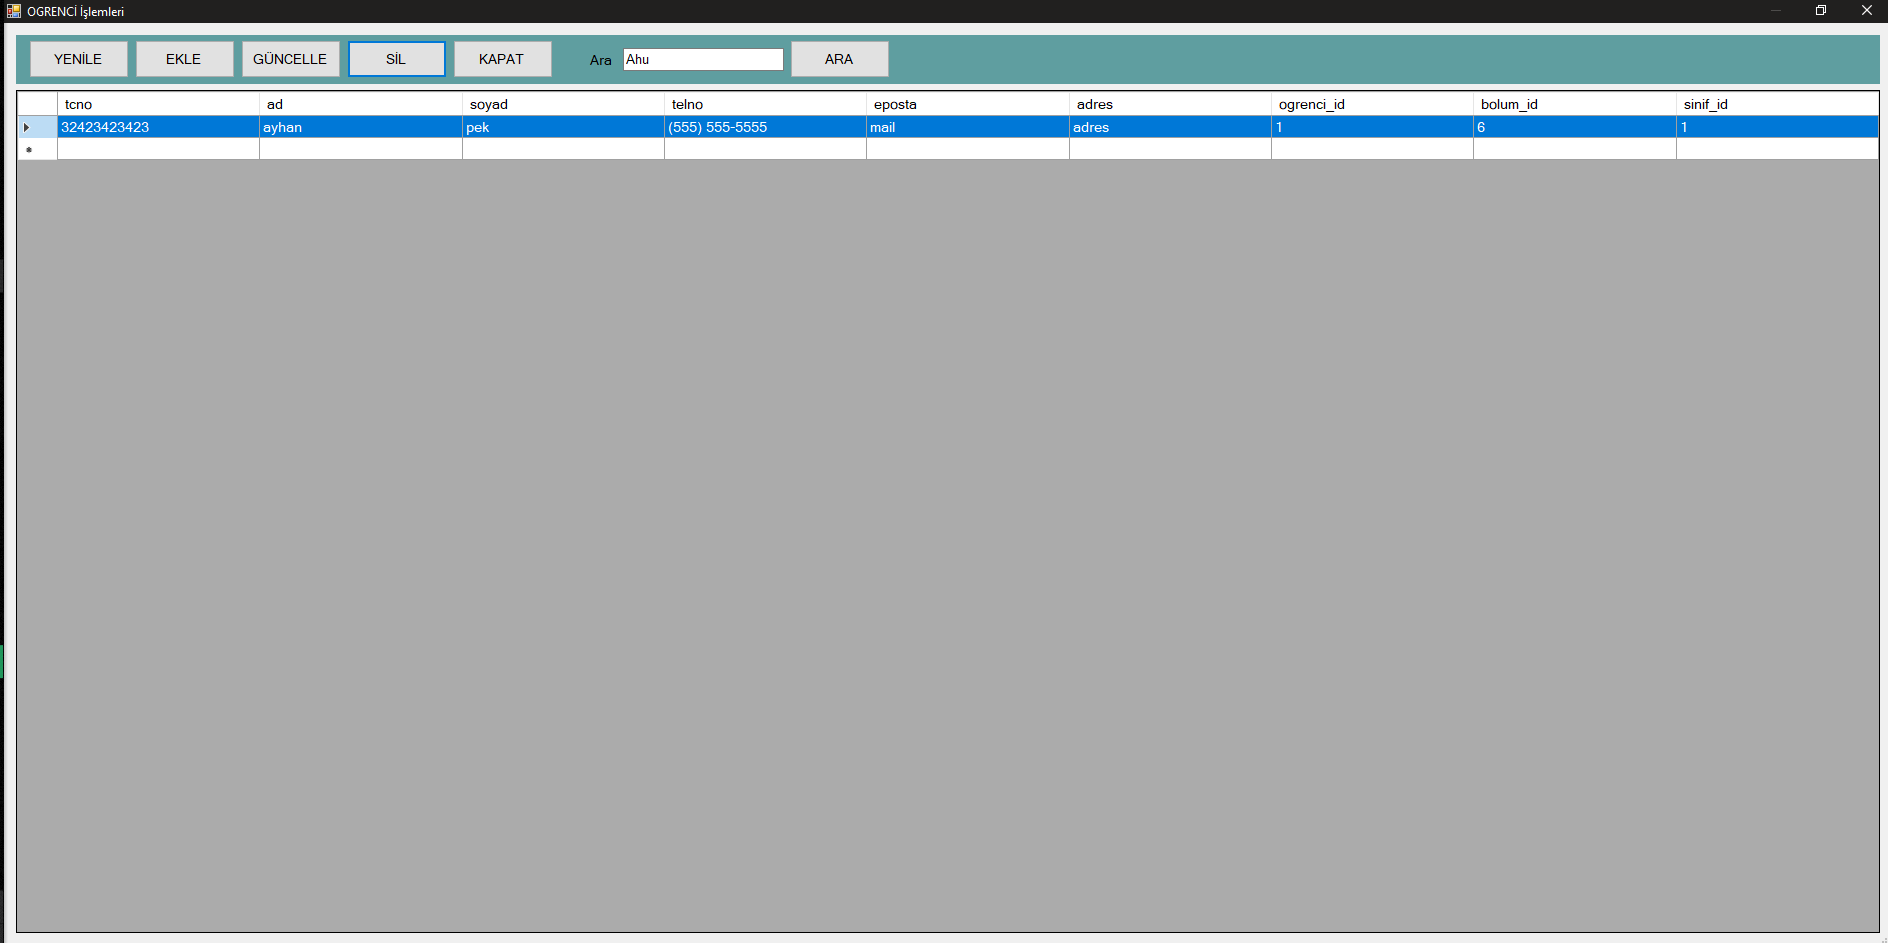 OGRENCİ İşlemleri
YENİLE EKLE GÜNCELLE SİL KAPAT Ara Ahu ARA
tcno ad soyad telno eposta adres ogrenci_id bolum_id sinif_id
32423423423 ayhan pek (555) 555-5555 mail adres 1 6 1